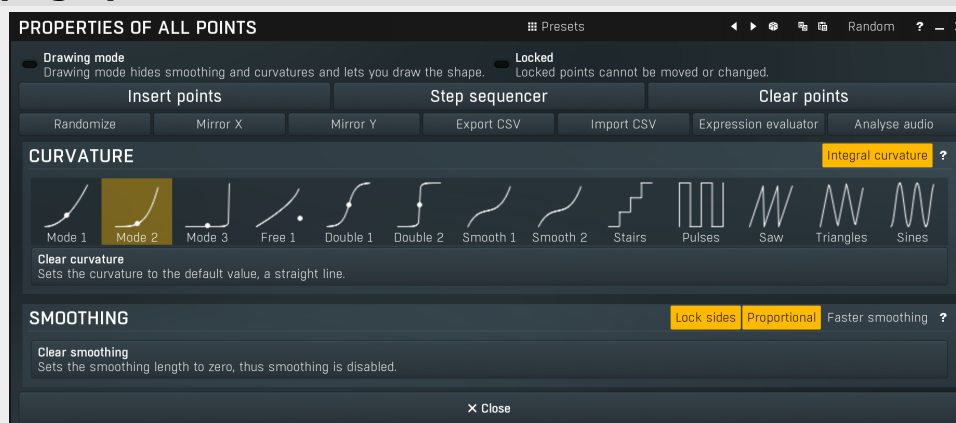 PROPERTIES OF ALL POINTS Presets Random ?
Drawing mode
Drawing mode hides smoothing and curvatures and lets you draw the shape.
Locked
Locked points cannot be moved or changed.
Insert points Step sequencer Clear points
Randomize Mirror X Mirror Y Export CSV Import CSV Expression evaluator Analyse audio
CURVATURE Integral curvature ?
Mode 1 Mode 2 Mode 3 Free 1 Double 1 Double 2 Smooth 1 Smooth 2 Stairs Pulses Saw Triangles Sines
Clear curvature
Sets the curvature to the default value, a straight line.
SMOOTHING Lock sides Proportional Faster smoothing ?
Clear smoothing
Sets the smoothing length to zero, thus smoothing is disabled.
Close